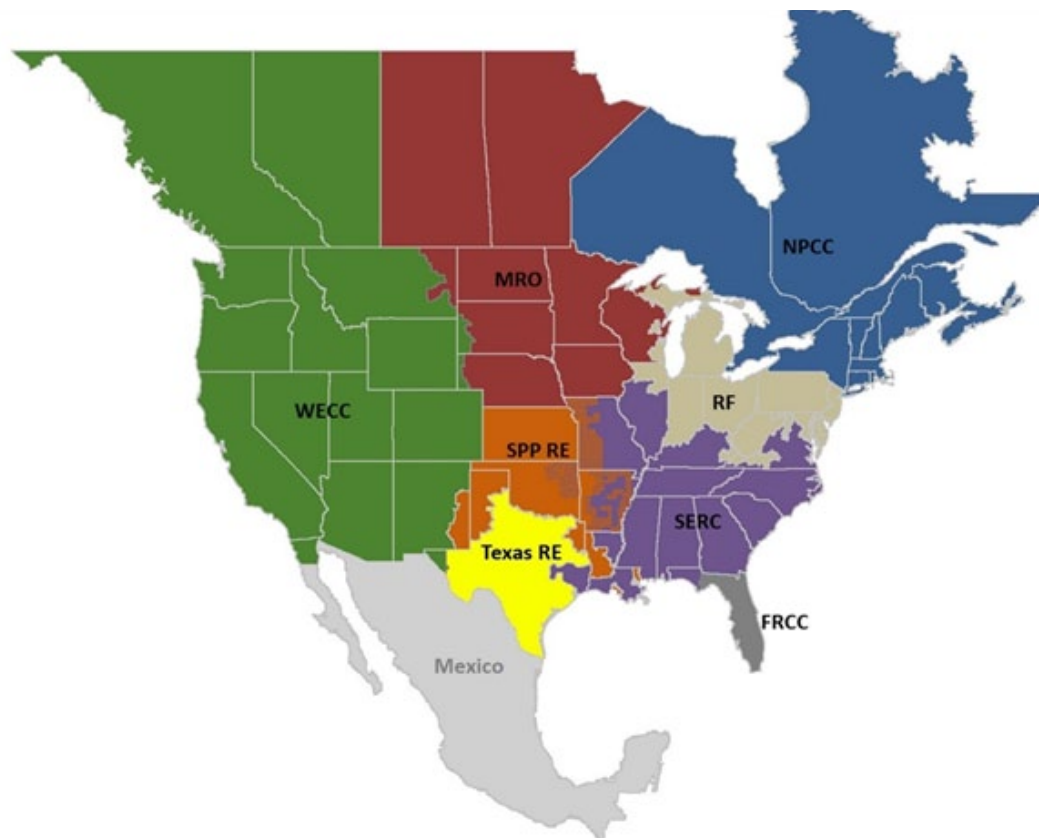 NPCC
MRO
RF
WECC
SPP RE
SERC
Texas RE
FRCC
Mexico